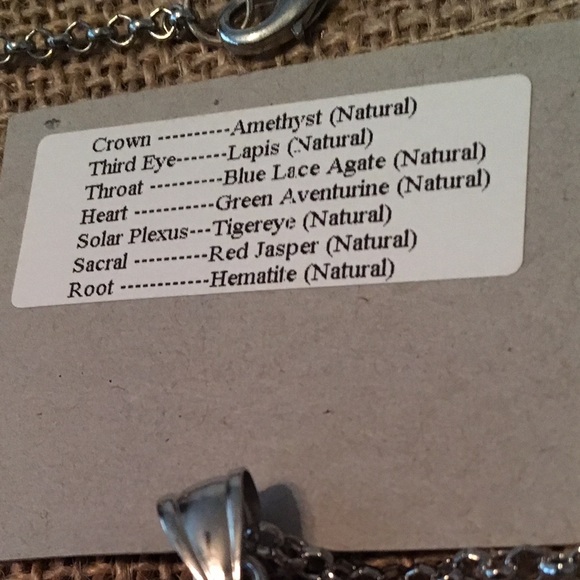 Crown ----------Amethyst (Natural)
Third Eye-------Lapis (Natural)
Throat ----------Blue Lace Agate (Natural)
Heart -----------Green Aventurine (Natural)
Solar Plexus---Tigereye (Natural)
Sacral ----------Red Jasper (Natural)
Root ------------Hematite (Natural)